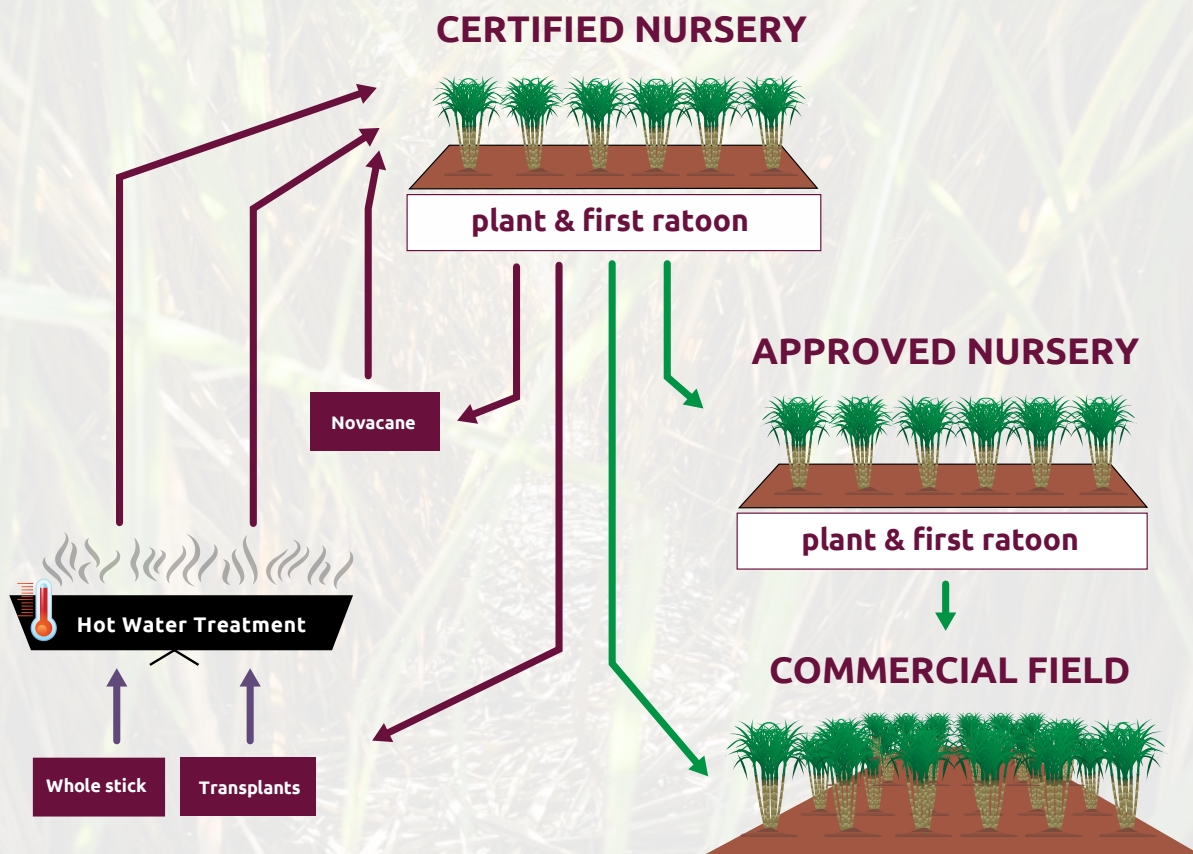 CERTIFIED NURSERY
plant & first ratoon
APPROVED NURSERY
Novacane
plant & first ratoon
Hot Water Treatment
COMMERCIAL FIELD
Whole stick
Transplants